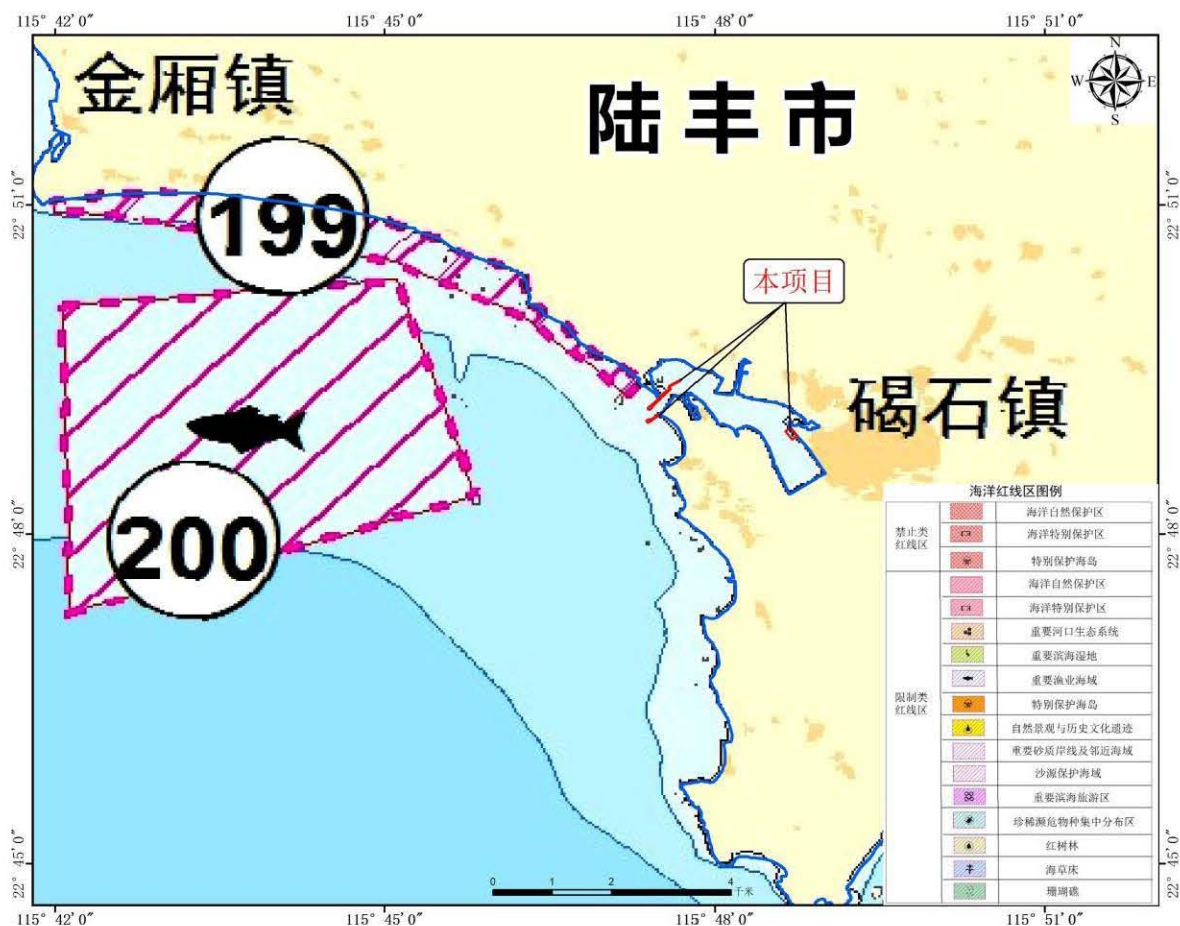 115° 42′ 0″
115° 45′ 0″
115° 48′ 0″
115° 51′ 0″
N
W
E
S
金厢镇
陆丰市
22° 51′ 0″
22° 51′ 0″
199
本项目
碣石镇
200
22° 48′ 0″
22° 48′ 0″
海洋红线区图例
禁止类
红线区
海洋自然保护区
海洋特别保护区
特别保护海岛
限制类
红线区
海洋自然保护区
海洋特别保护区
重要河口生态系统
重要滨海湿地
重要渔业海域
特别保护海岛
自然景观与历史文化遗迹
重要砂质岸线及邻近海域
沙源保护海域
重要滨海旅游区
珍稀濒危物种集中分布区
红树林
海草床
珊瑚礁
22° 45′ 0″
22° 45′ 0″
0 1 2 4
千米
115° 42′ 0″
115° 45′ 0″
115° 48′ 0″
115° 51′ 0″